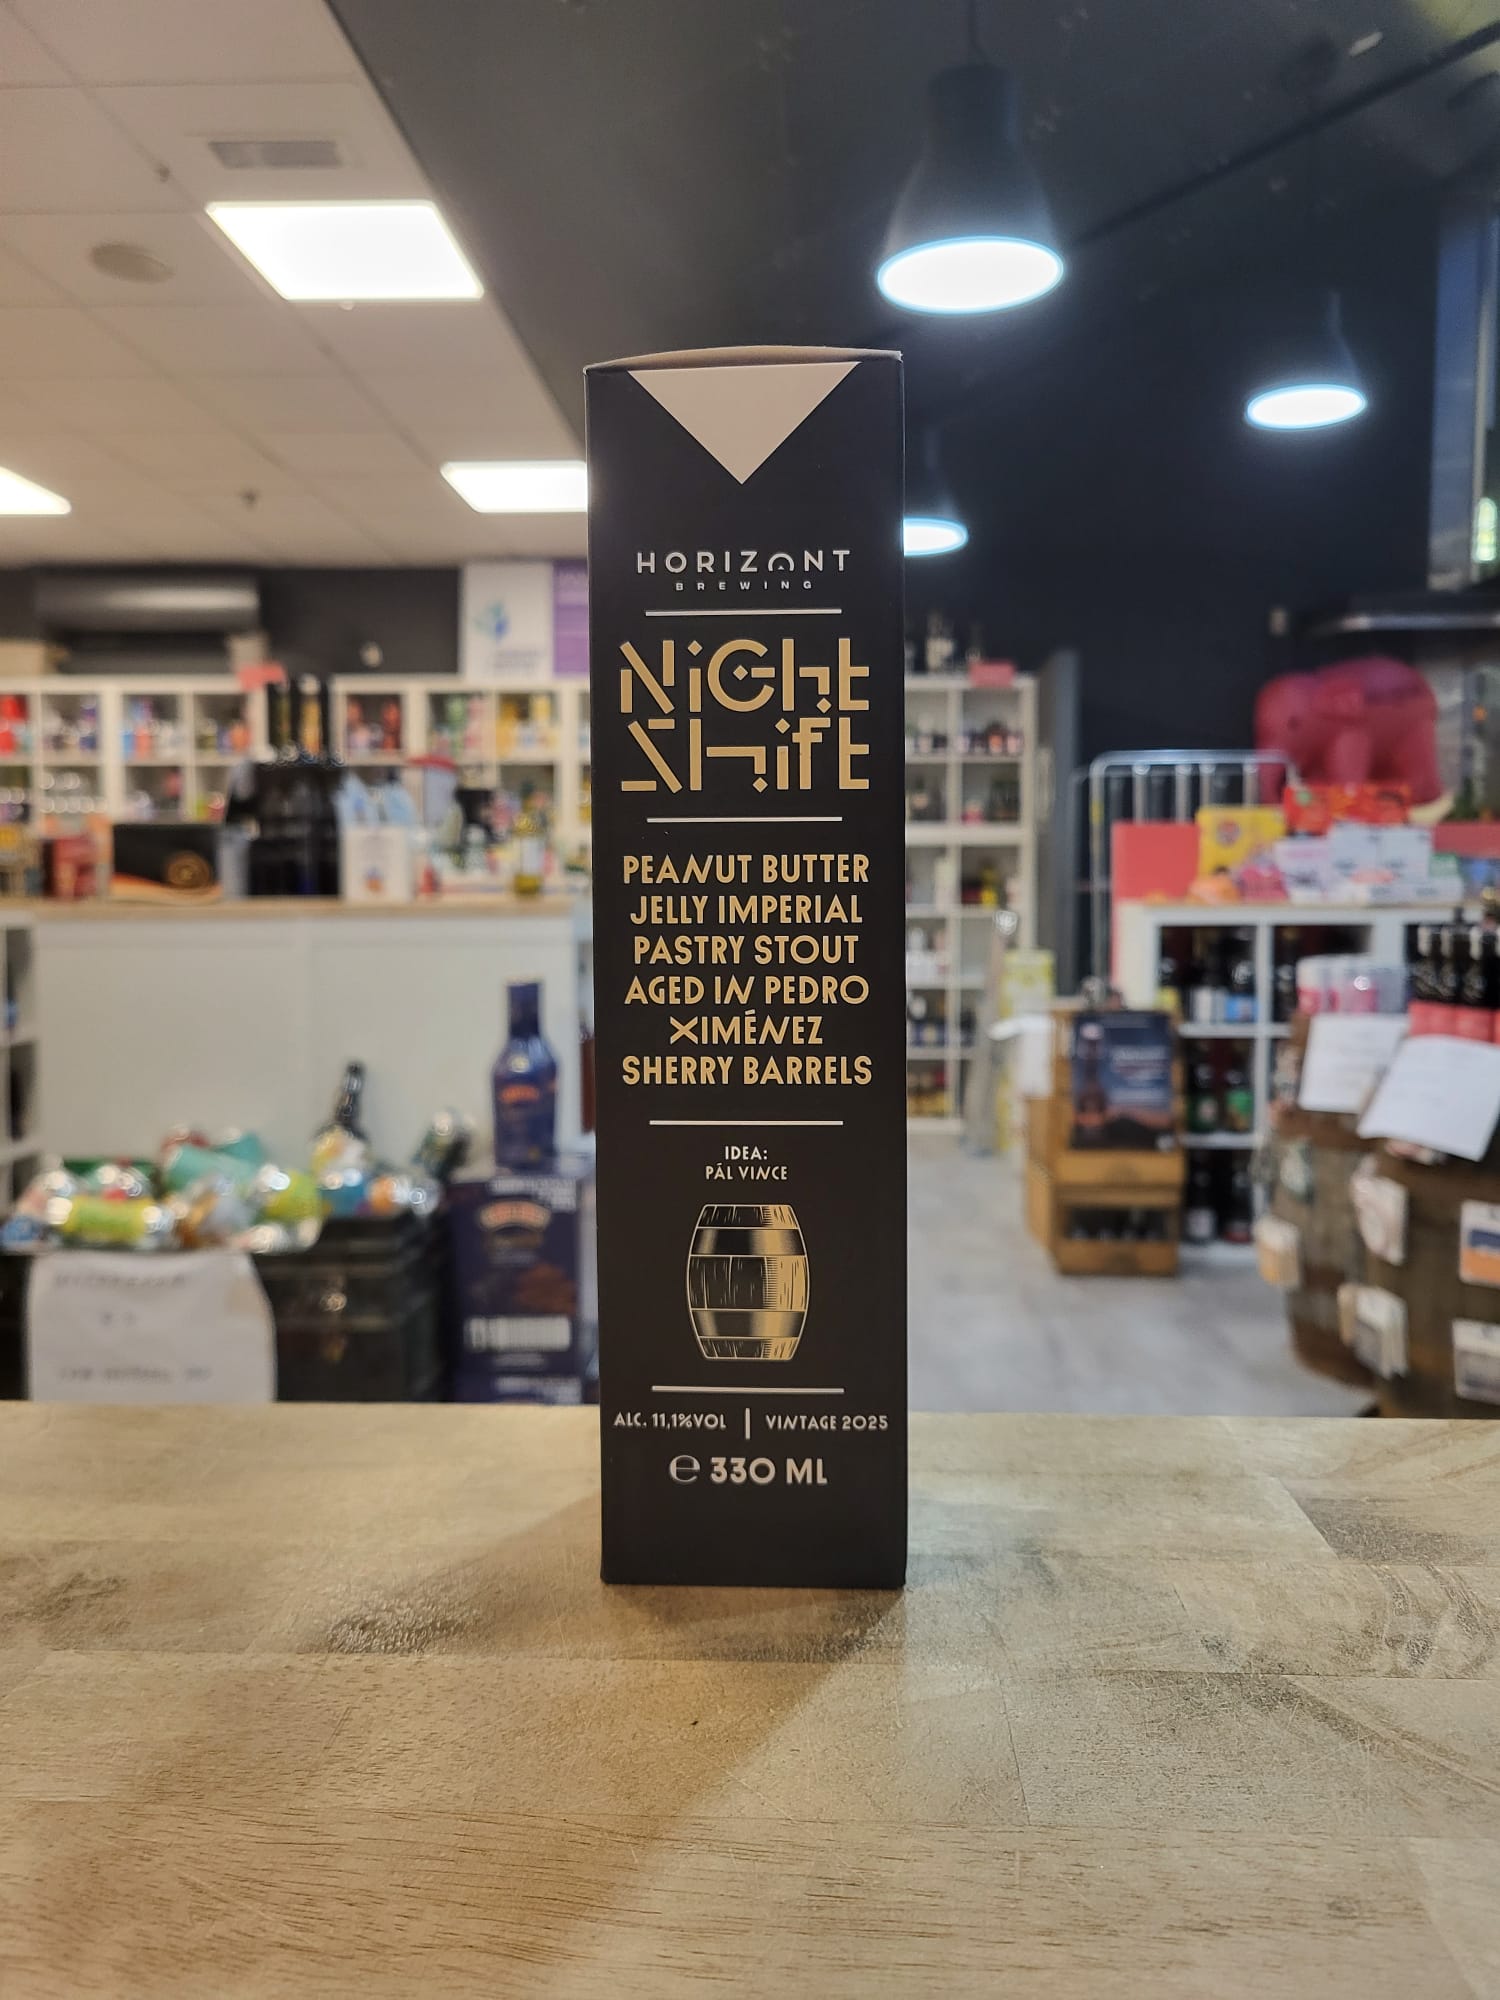 HORIZONT
BREWING
NiGht
Shift
PEANUT BUTTER
JELLY IMPERIAL
PASTRY STOUT
AGED IN PEDRO
XIMÉNEZ
SHERRY BARRELS
IDEA:
PÁL VINCE
ALC. 11,1%VOL | VINTAGE 2025
℮ 330 ML